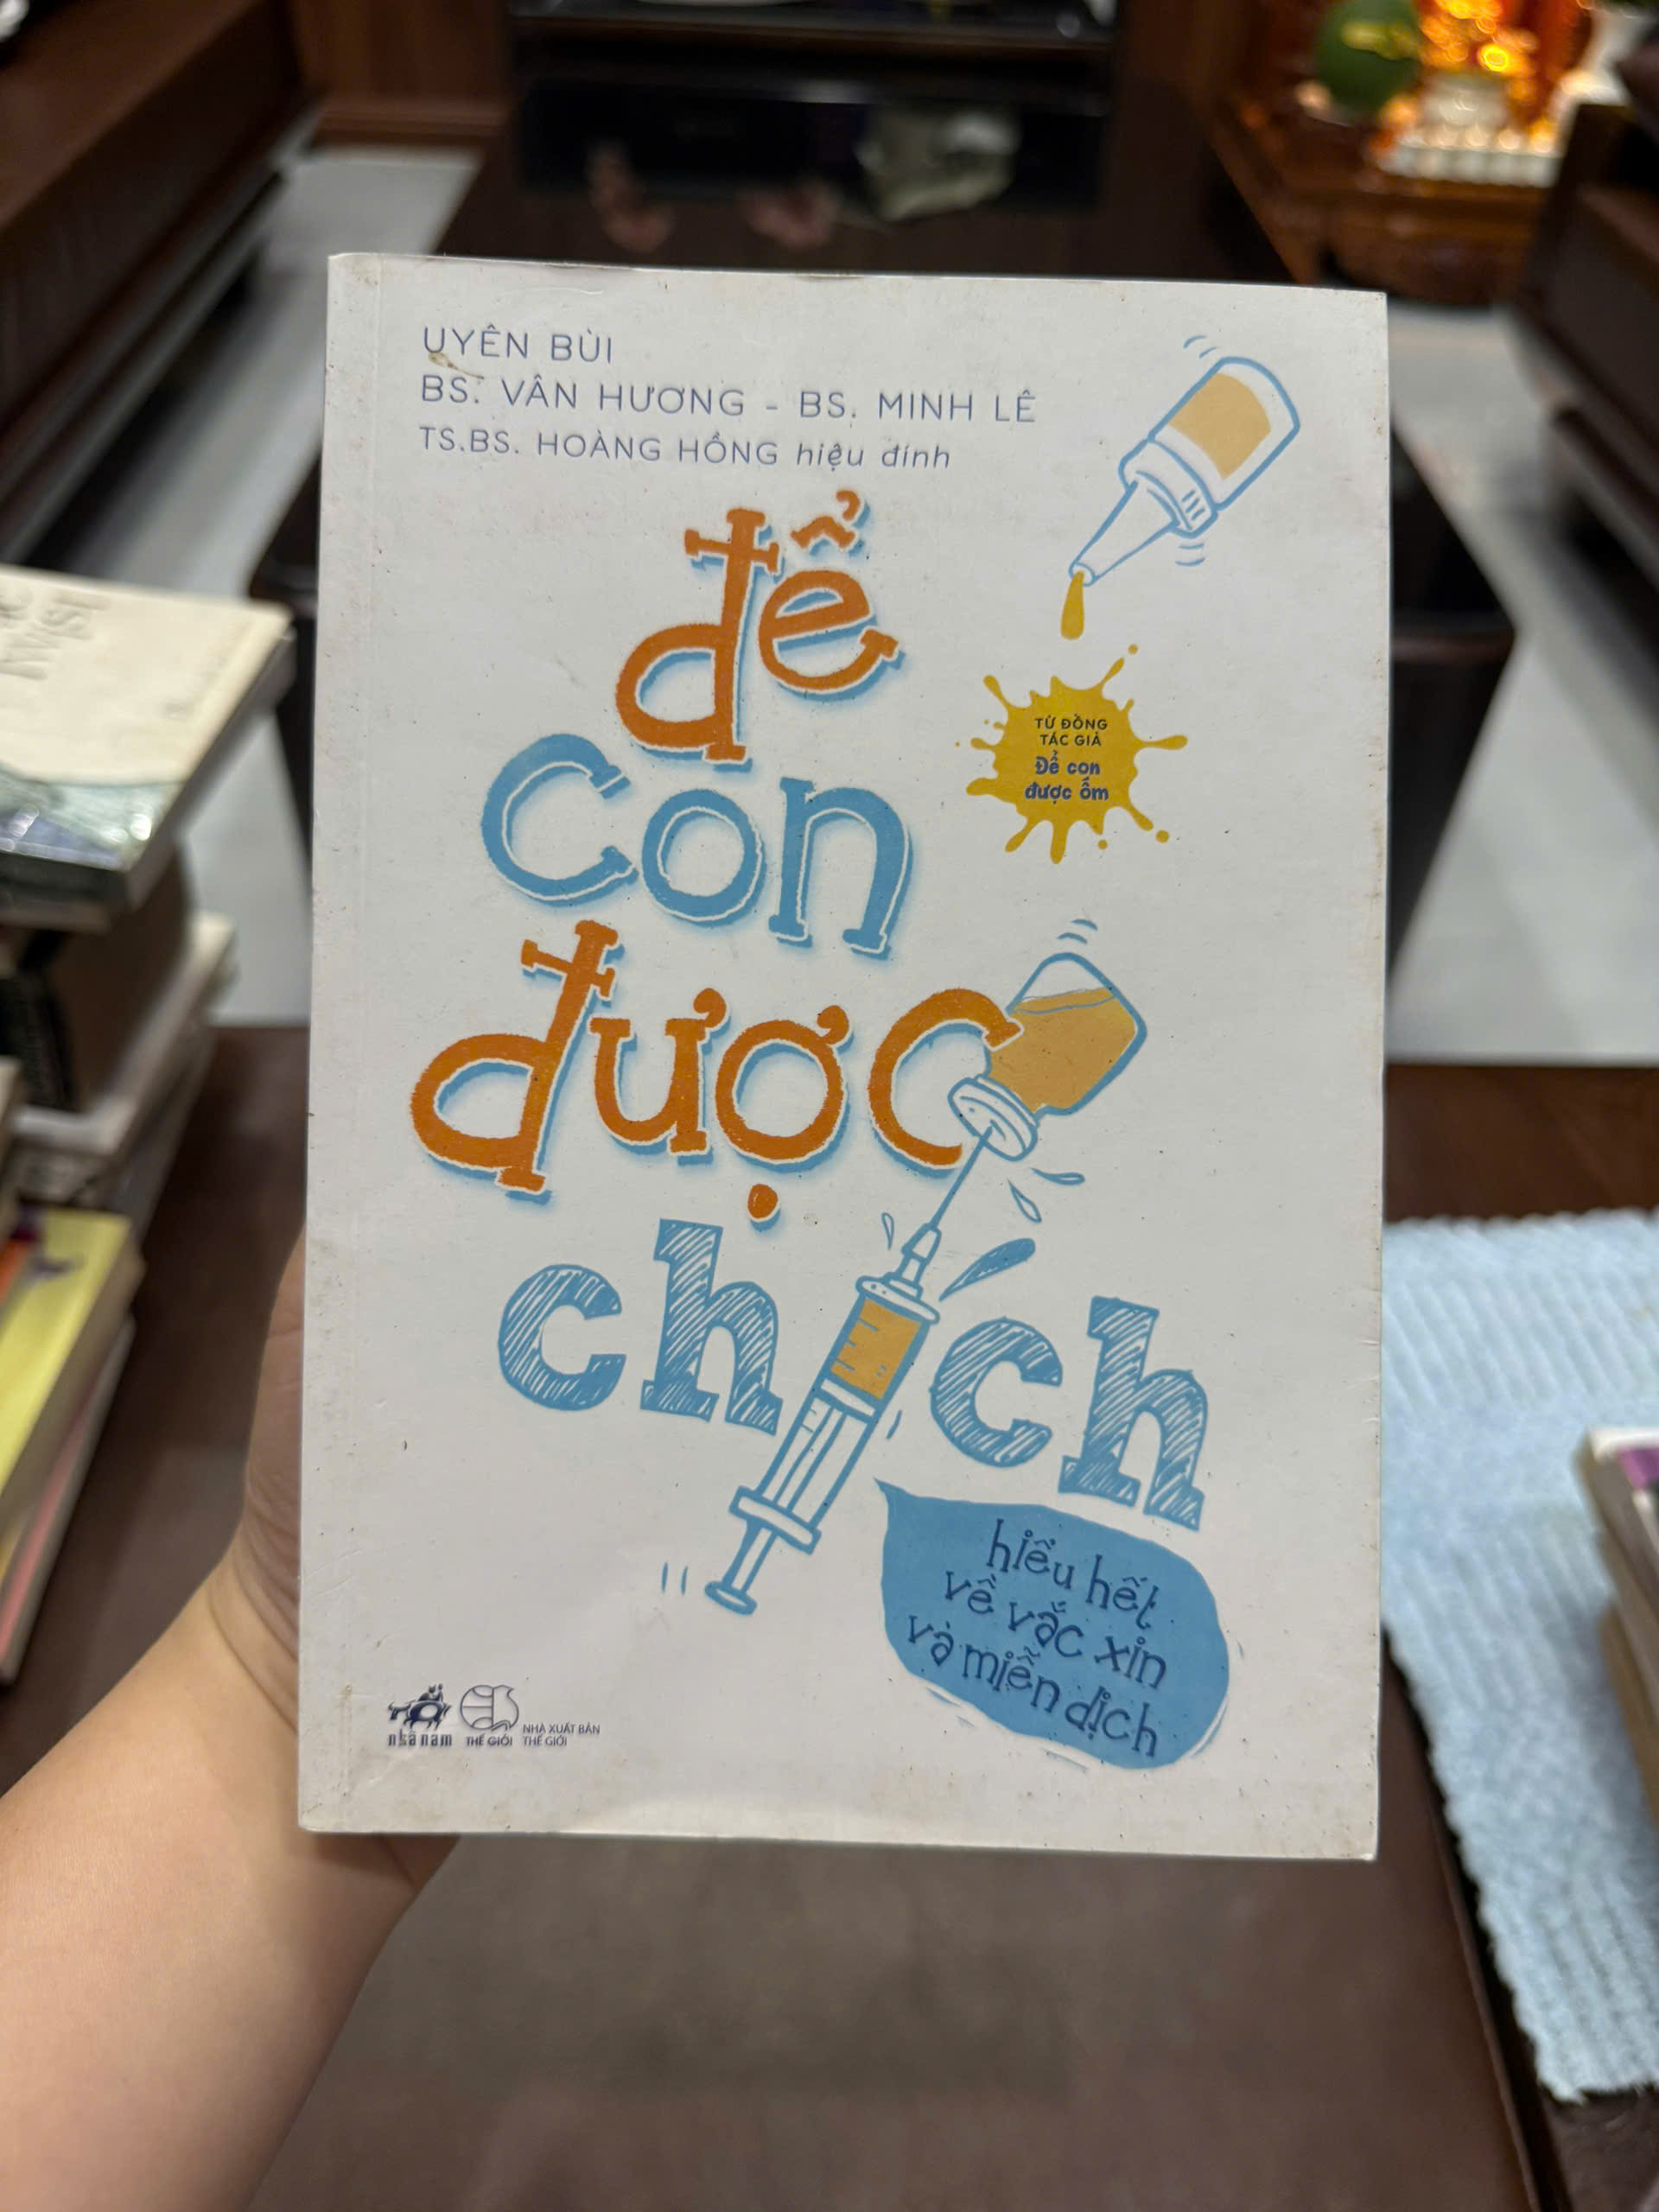 UYÊN BÙI
BS. VÂN HƯƠNG - BS. MINH LÊ
TS.BS. HOÀNG HỒNG hiệu đính
để
con
được
chích
TỪ ĐỒNG
TÁC GIẢ
Để con
được ốm
hiểu hết
về vắc xin
và miễn dịch
nhã nam
THẾ GIỚI
NHÀ XUẤT BẢN
THẾ GIỚI